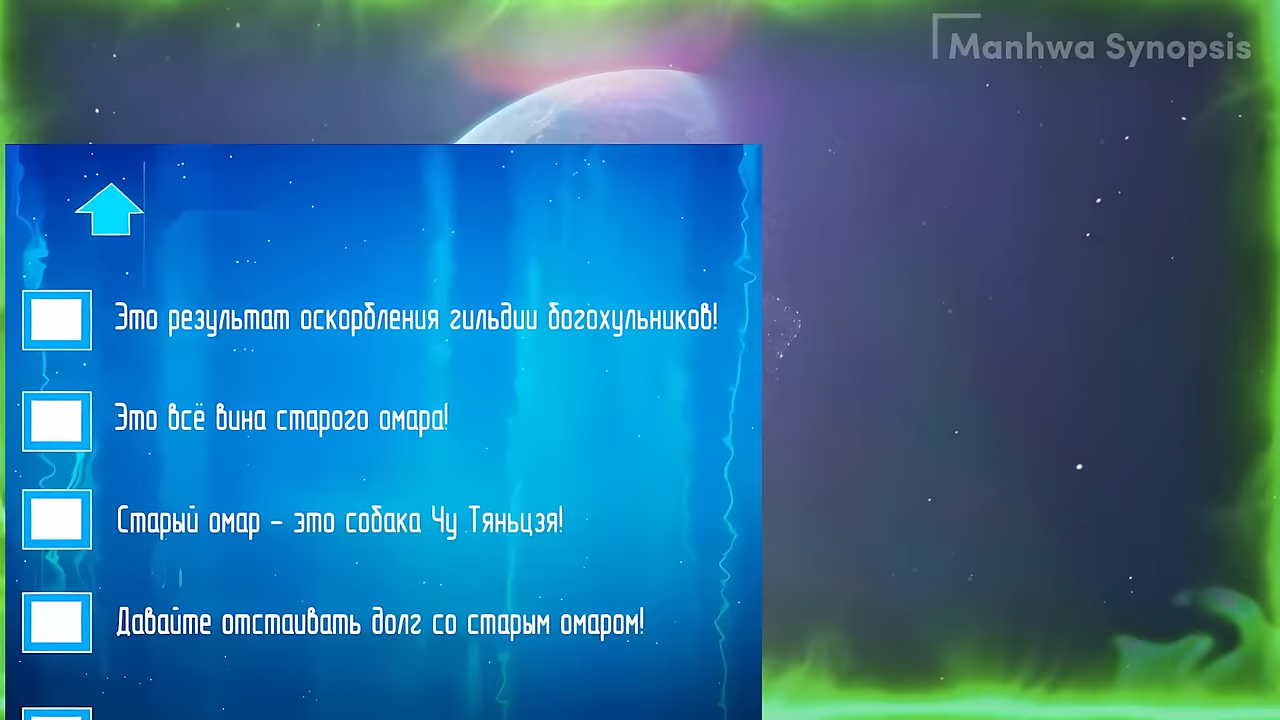 Manhwa Synopsis
Это результат оскорбления гильдии богохульников!
Это всё вина старого омара!
Старый омар - это собака Чу Тяньцзя!
Давайте отстаивать долг со старым омаром!